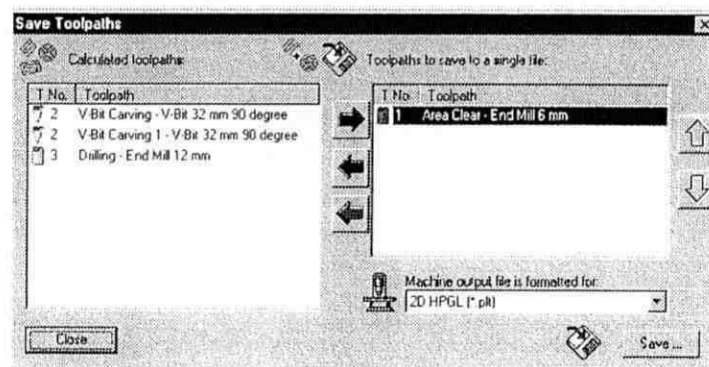 Save Toolpaths
Calculated toolpaths:
T No. Toolpath
2 V-Bit Carving - V-Bit 32 mm 90 degree
2 V-Bit Carving 1 - V-Bit 32 mm 90 degree
3 Drilling - End Mill 12 mm
Toolpaths to save to a single file:
T No Toolpath
1 Area Clear - End Mill 6 mm
Machine output file is formatted for:
2D HPGL (*.plt)
Close
Save ...